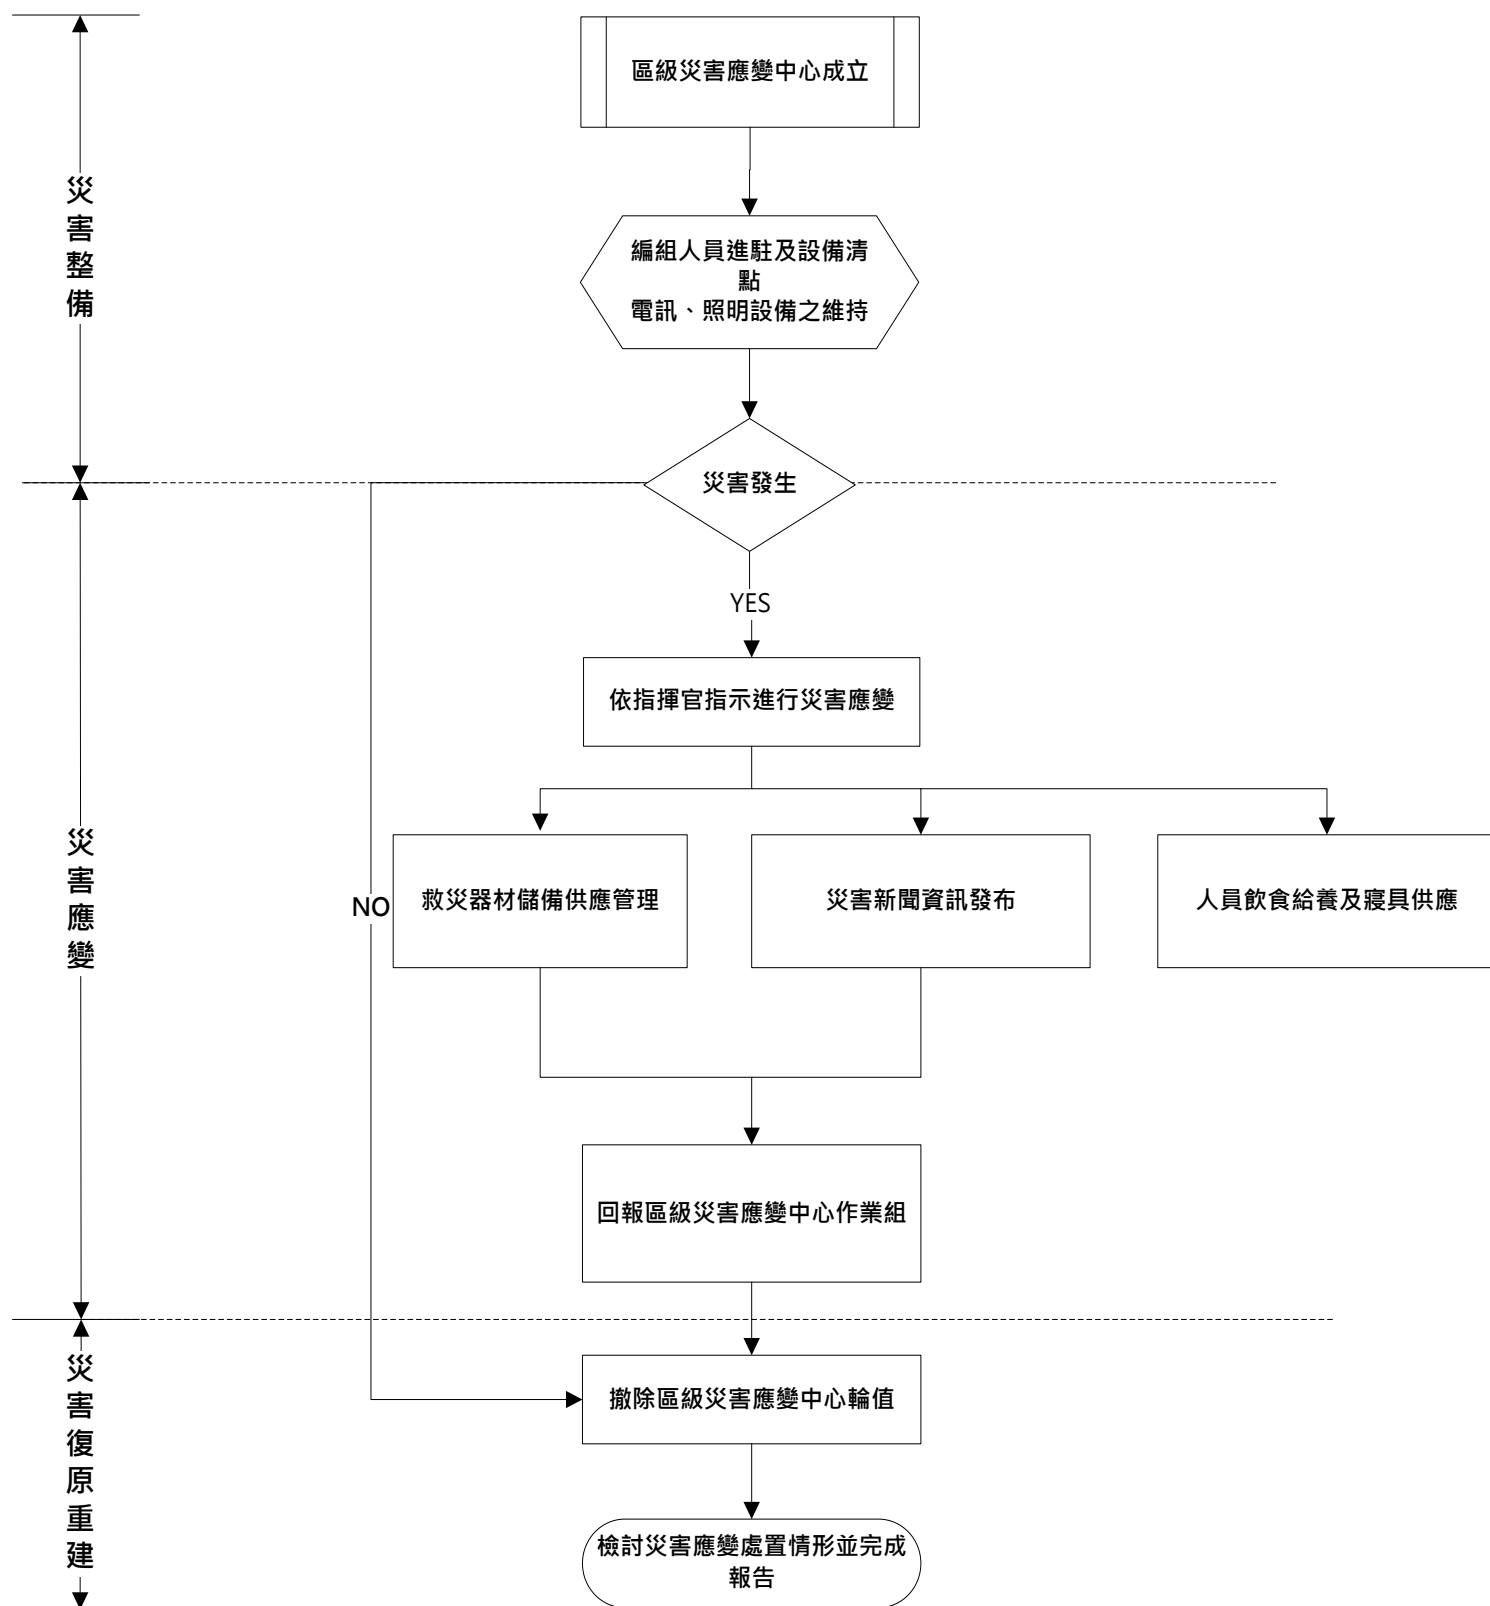 區級災害應變中心成立
災害整備
編組人員進駐及設備清
點
電訊、照明設備之維持
災害發生
YES
依指揮官指示進行災害應變
災害應變
NO
救災器材儲備供應管理
災害新聞資訊發布
人員飲食給養及寢具供應
回報區級災害應變中心作業組
災害復原重建
撤除區級災害應變中心輪值
檢討災害應變處置情形並完成
報告